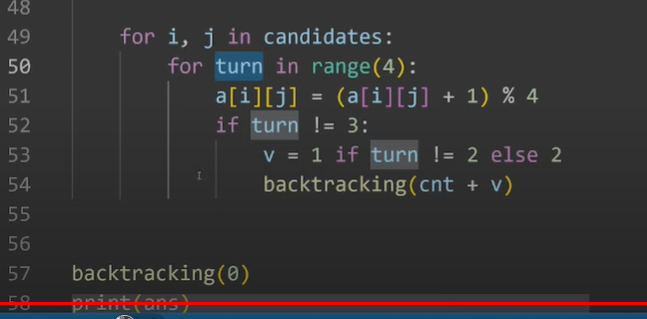 48
49 for i, j in candidates:
50 for turn in range(4):
51 a[i][j] = (a[i][j] + 1) % 4
52 if turn != 3:
53 v = 1 if turn != 2 else 2
54 backtracking(cnt + v)
55
56
57 backtracking(0)
58 print(ans)